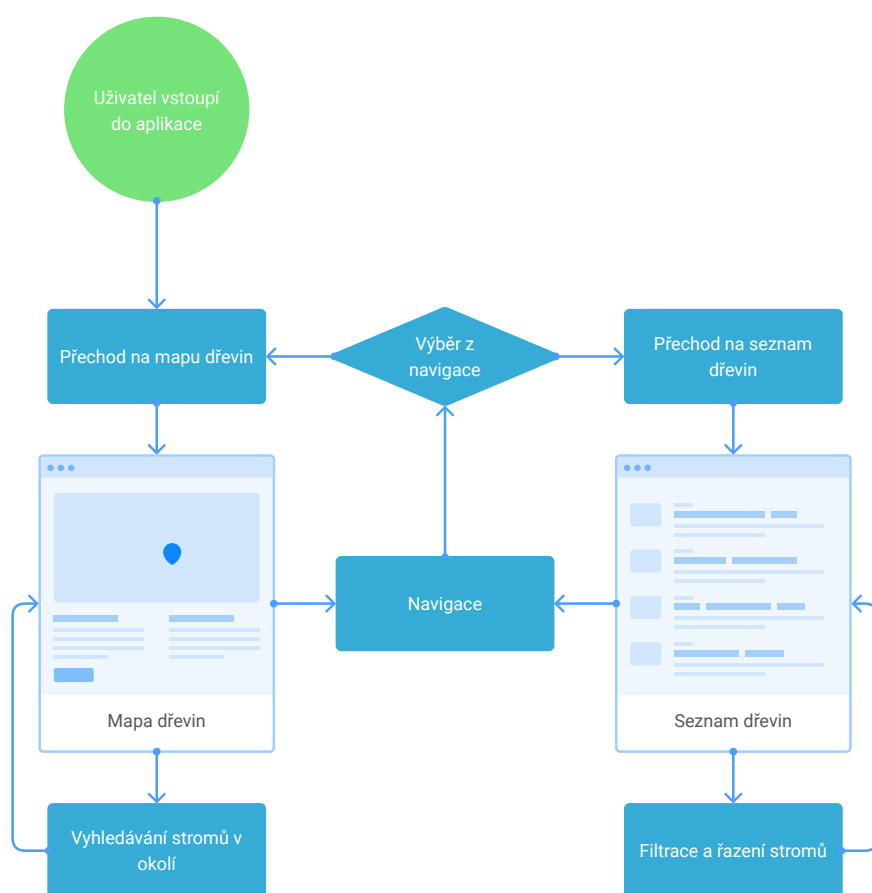 Uživatel vstoupí
do aplikace
Přechod na mapu dřevin
Výběr z
navigace
Přechod na seznam
dřevin
Navigace
Mapa dřevin
Seznam dřevin
Vyhledávání stromů v
okolí
Filtrace a řazení stromů